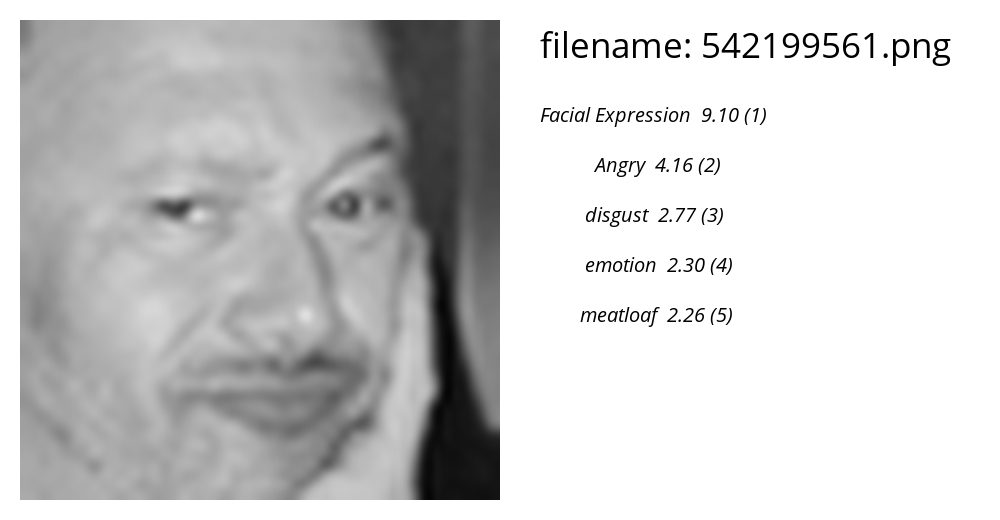 filename: 542199561.png
Facial Expression 9.10 (1)
Angry 4.16 (2)
disgust 2.77 (3)
emotion 2.30 (4)
meatloaf 2.26 (5)